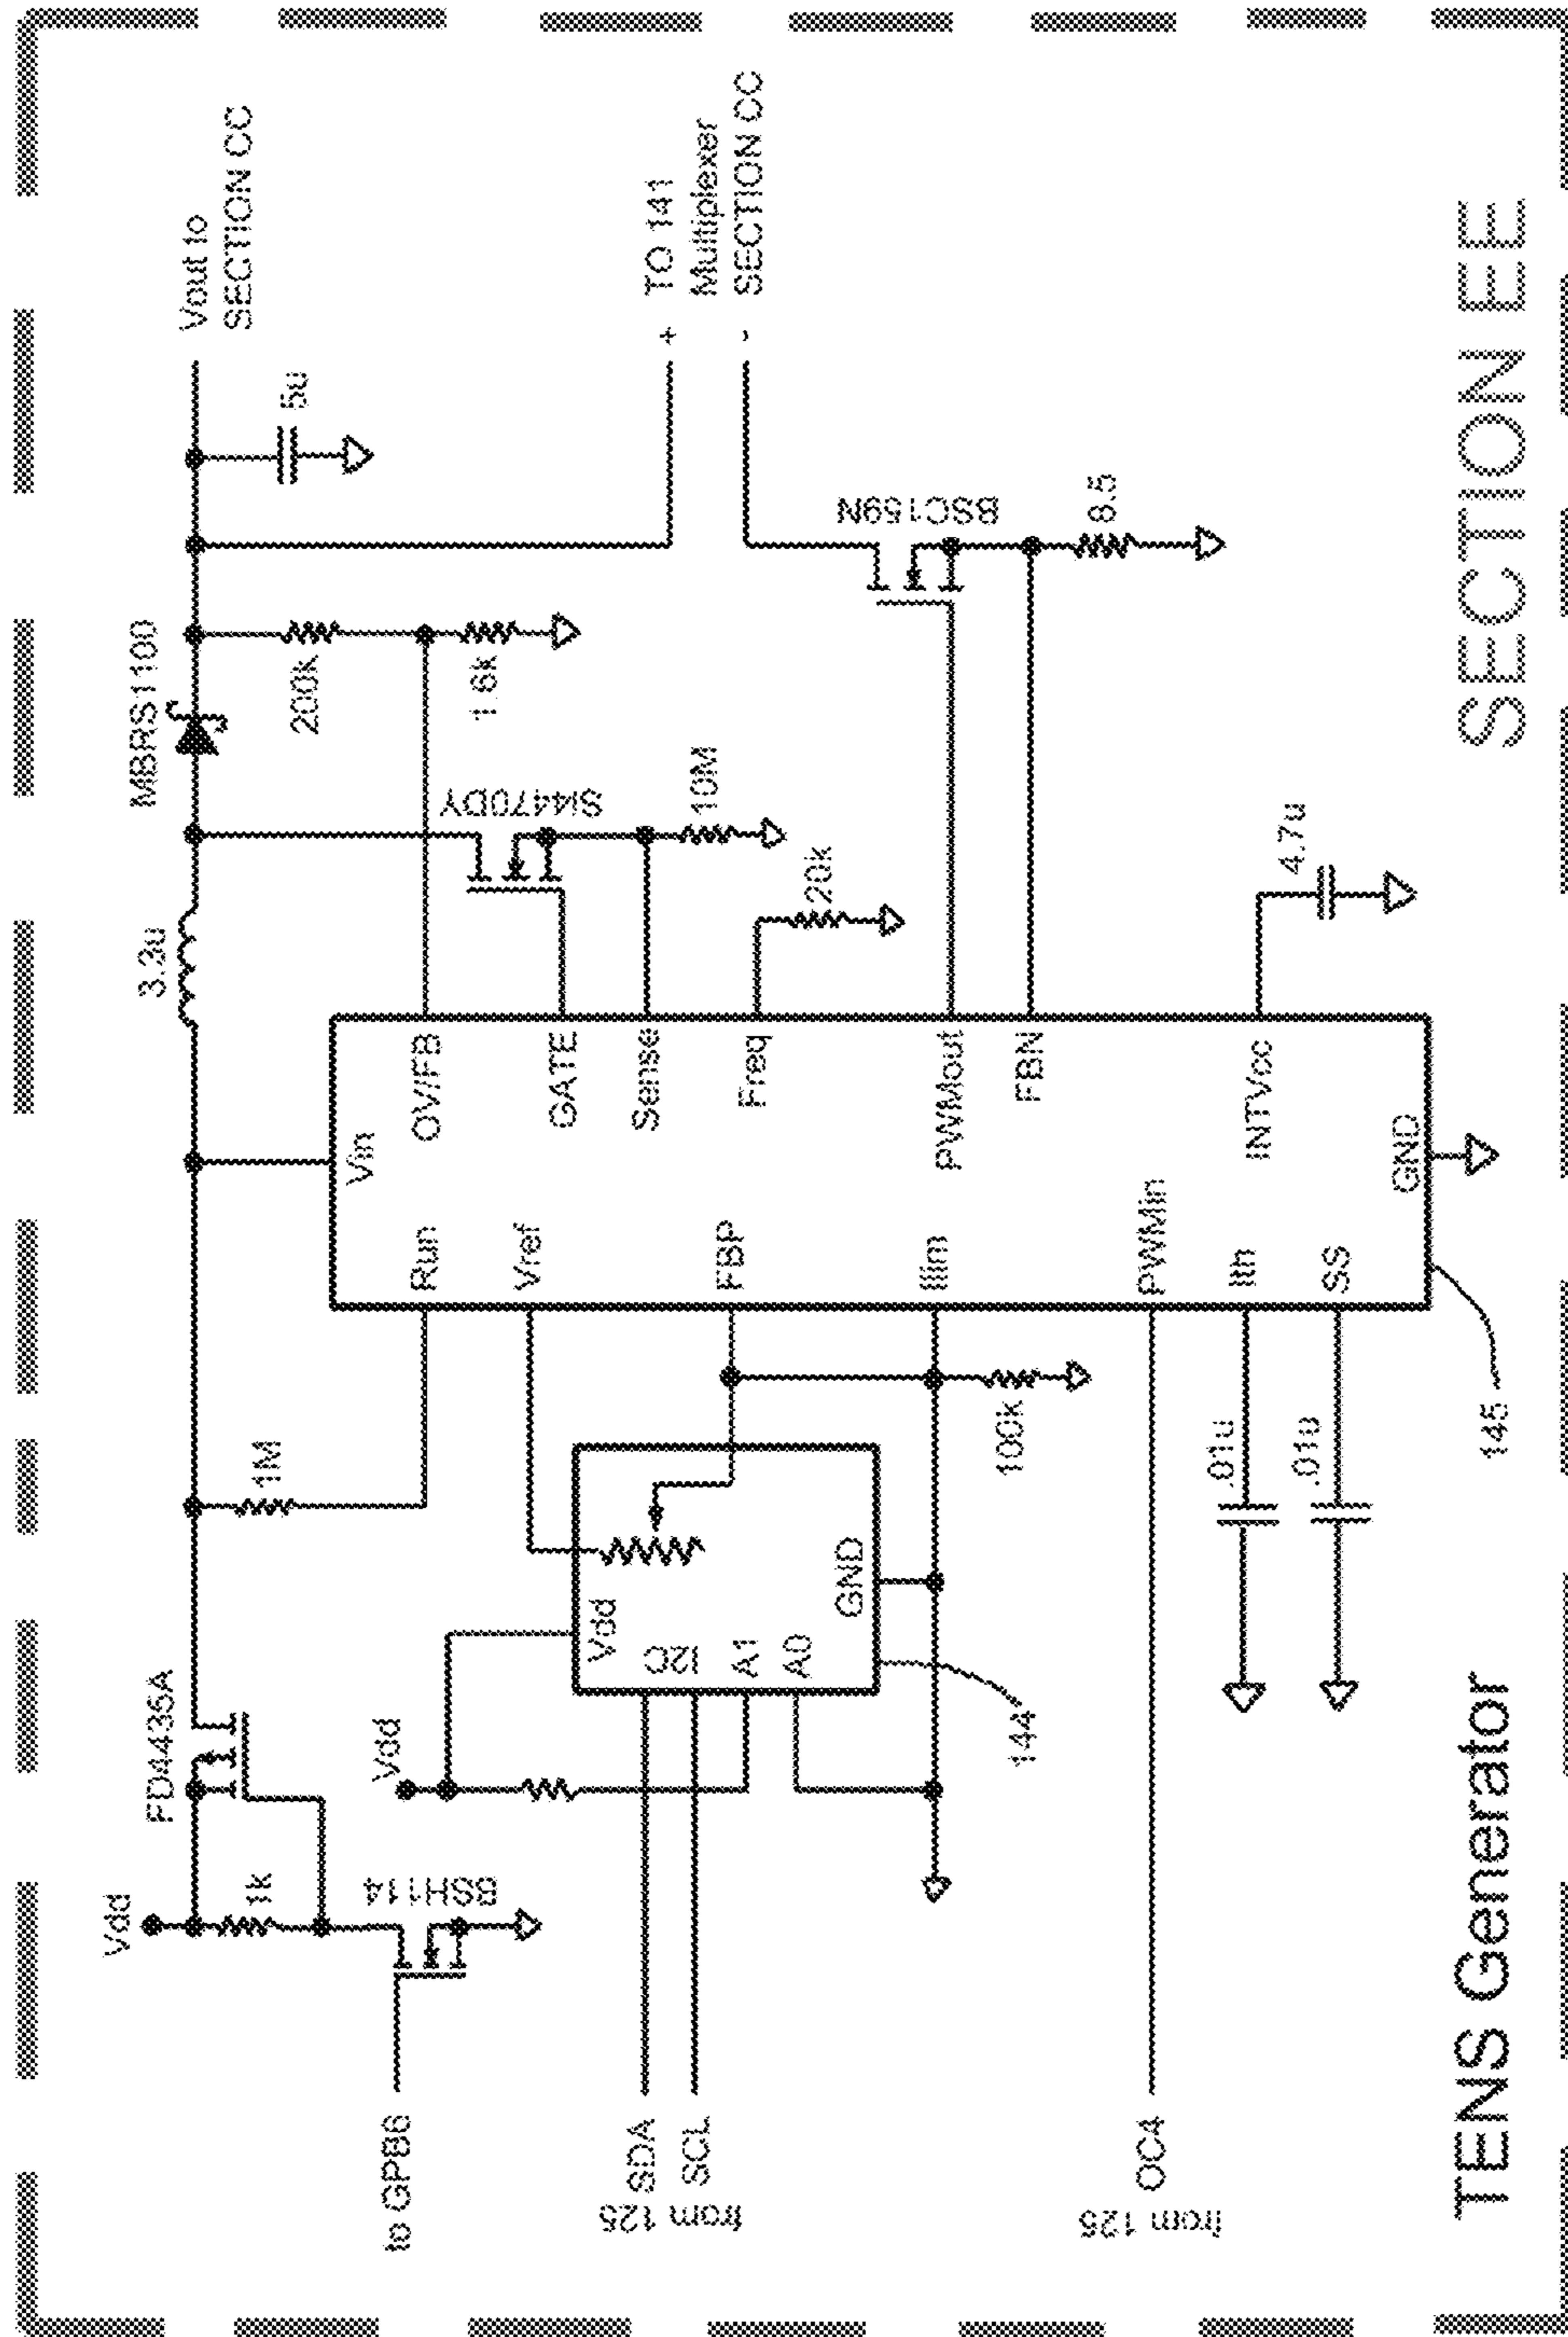 Vdd
1k
FD4435A
BSH114
to GPB6
1M
3.3u
MBRS1100
Vout to
SECTION CC
5u
200k
1.6k
Si4470DY
10M
20k
TO 141
Multiplexer
SECTION CC
+
-
BSC159N
8.5
4.7u
Vin
Run
Vref
FBP
Ilim
PWMin
Ith
SS
OV/FB
GATE
Sense
Freq
PWMout
FBN
INTVcc
GND
145
Vdd
Vdd
I2C
A1
A0
GND
144
100k
.01u
.01u
SDA
SCL
from 125
OC4
from 125
TENS Generator
SECTION EE